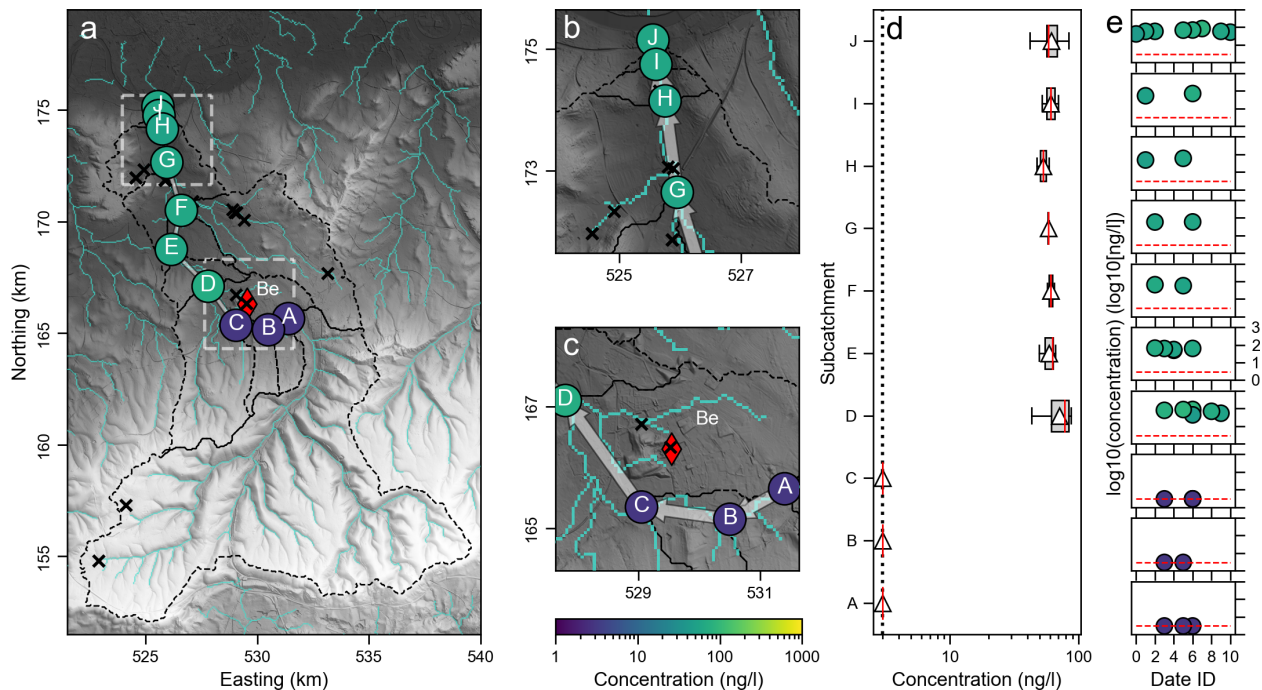 a
175
170
165
160
155
Northing (km)
525
530
535
540
Easting (km)
J
H
G
F
E
D
Be
C
B
A
b
175
173
525
527
J
I
H
G
c
167
165
529
531
D
Be
C
B
A
1
10
100
1000
Concentration (ng/l)
d
J
I
H
G
F
E
D
C
B
A
Subcatchment
10
100
Concentration (ng/l)
e
log10(concentration) (log10[ng/l])
3
2
1
0
0 2 4 6 8 10
Date ID